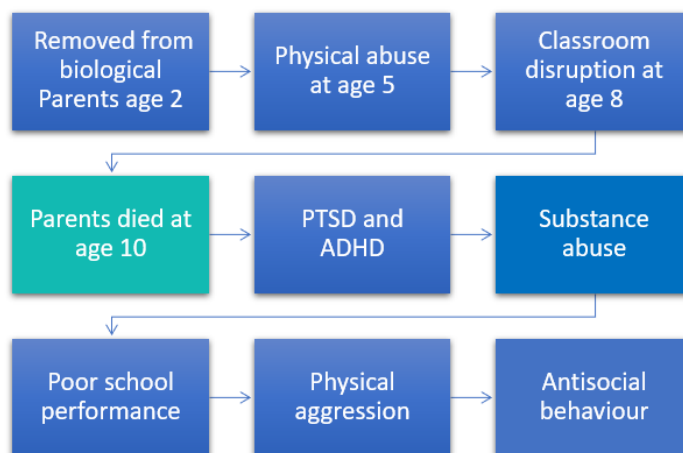 Removed from
biological
Parents age 2
Physical abuse
at age 5
Classroom
disruption at
age 8
Parents died at
age 10
PTSD and
ADHD
Substance
abuse
Poor school
performance
Physical
aggression
Antisocial
behaviour